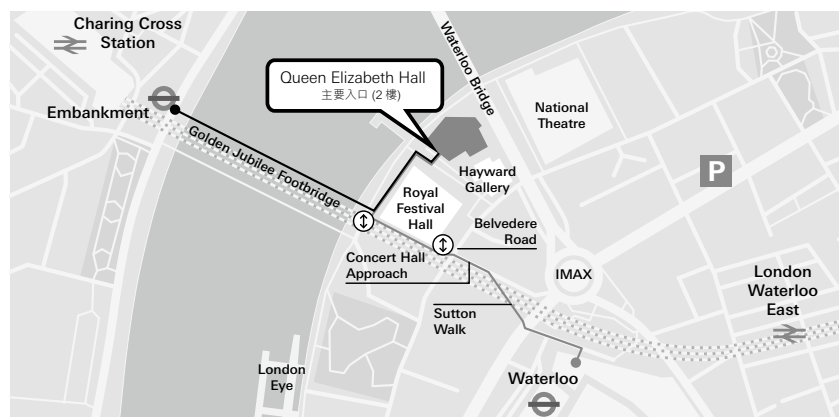 Charing Cross
Station
Embankment
Golden Jubilee Footbridge
Queen Elizabeth Hall
主要入口 (2 樓)
Waterloo Bridge
National
Theatre
Hayward
Gallery
P
Royal
Festival
Hall
Belvedere
Road
Concert Hall
Approach
IMAX
London
Waterloo
East
Sutton
Walk
London
Eye
Waterloo